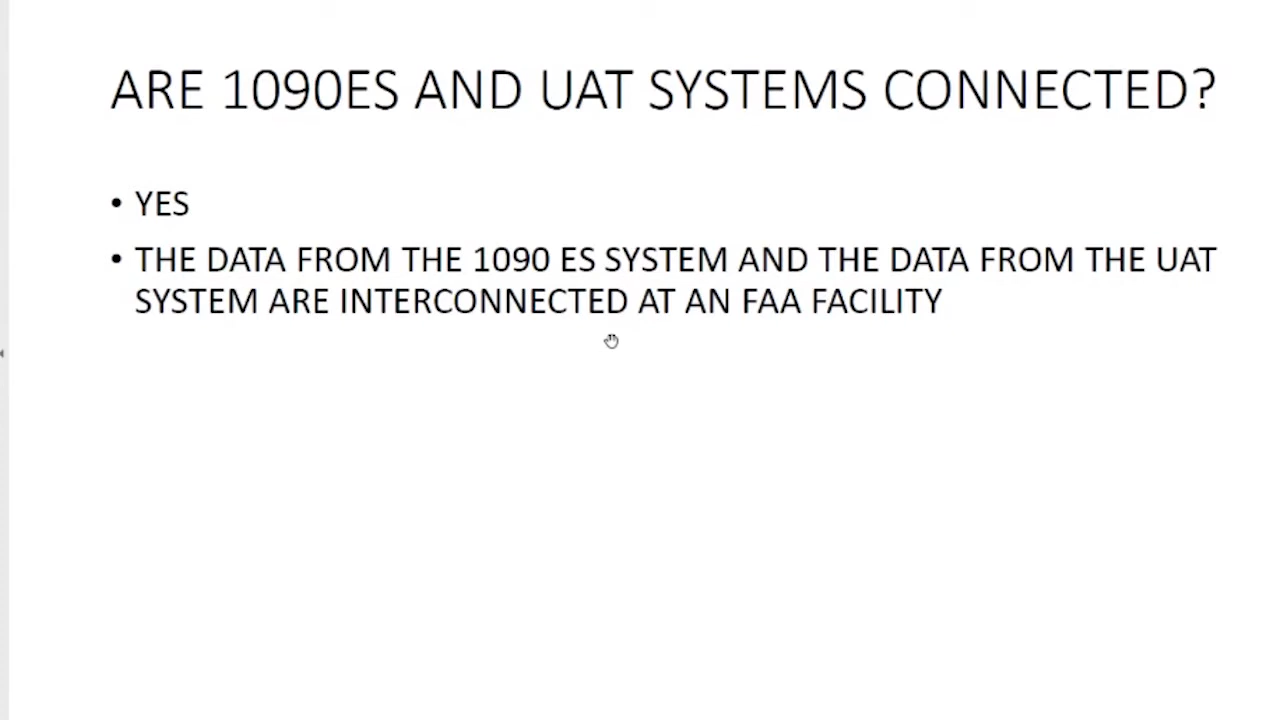 ARE 1090ES AND UAT SYSTEMS CONNECTED?
• YES
• THE DATA FROM THE 1090 ES SYSTEM AND THE DATA FROM THE UAT
SYSTEM ARE INTERCONNECTED AT AN FAA FACILITY